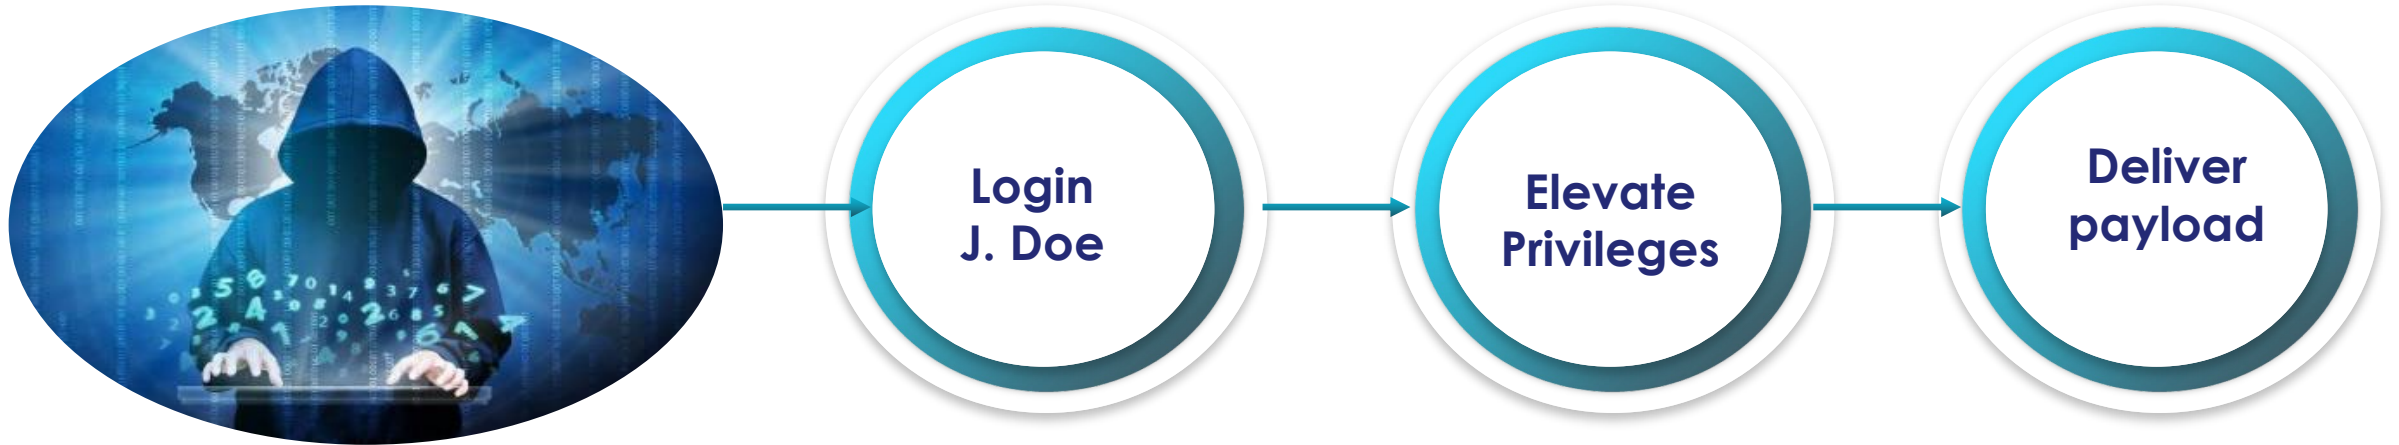 Login
J. Doe
Elevate
Privileges
Deliver
payload